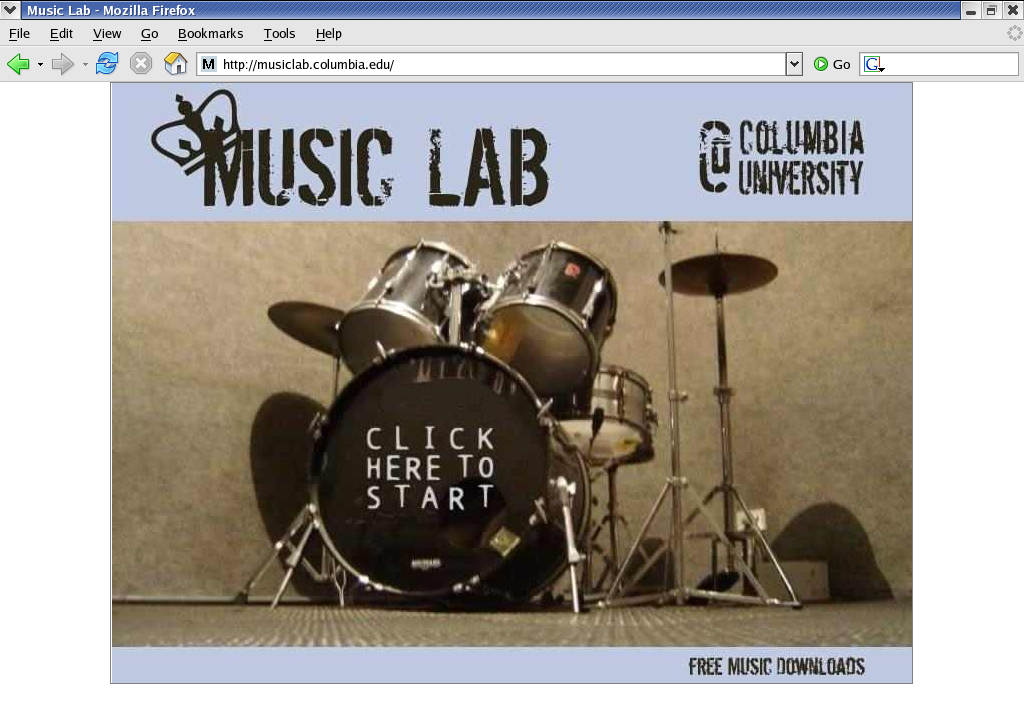 Music Lab - Mozilla Firefox
File Edit View Go Bookmarks Tools Help
M http://musiclab.columbia.edu/ Go G
MUSIC LAB
@ COLUMBIA
UNIVERSITY
CLICK
HERE TO
START
FREE MUSIC DOWNLOADS